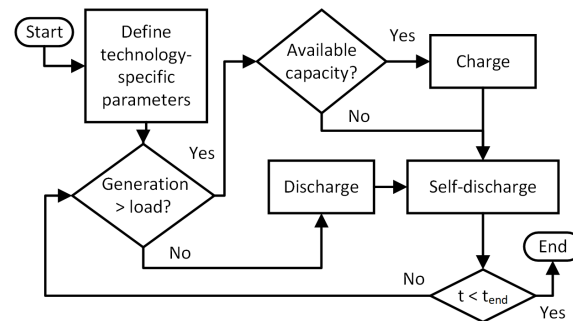 Start
Define
technology-
specific
parameters
Available
capacity?
Yes
Charge
No
Yes
Generation
> load?
Discharge
Self-discharge
No
End
No
t < tend
Yes